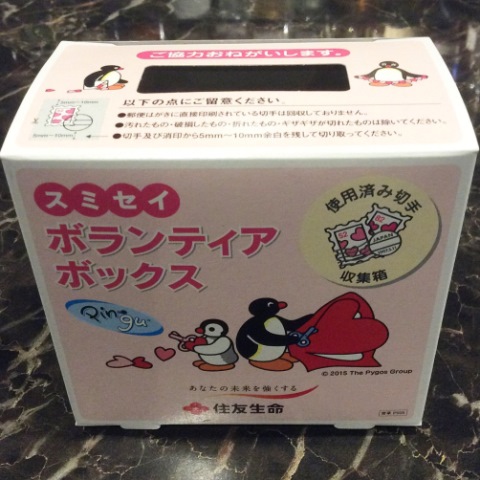 ご協力おねがいします。
以下の点にご留意ください。
●郵便はがきに直接印刷されている切手は回収しておりません。
●汚れたもの・破損したもの・折れたもの・ギザギザが切れたものは除いてください。
●切手及び消印から5mm～10mm余白を残して切り取ってください。
5mm～10mm
5mm～10mm
スミセイ
ボランティア
ボックス
使用済み切手
82
82
JAPAN
収集箱
Pingu
© 2015 The Pygos Group
あなたの未来を強くする
住友生命